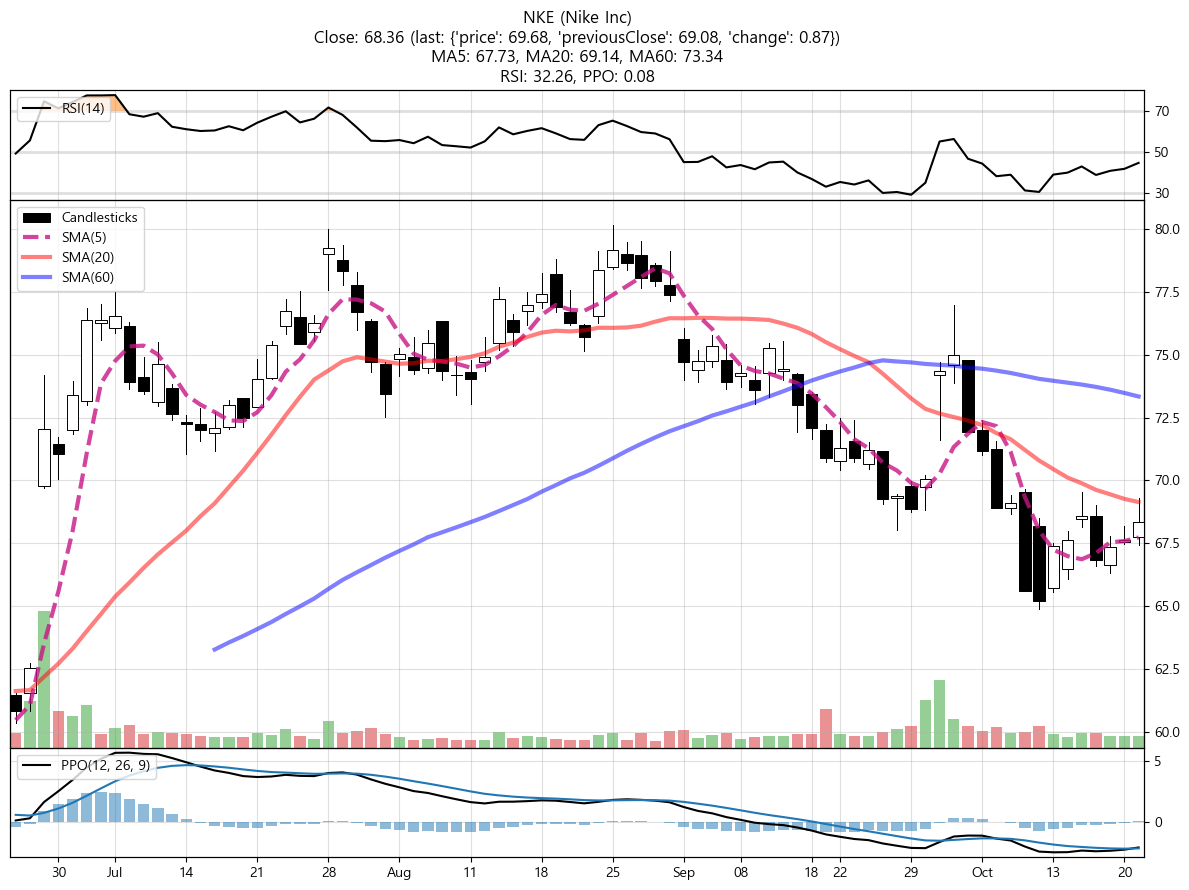 NKE (Nike Inc)
Close: 68.36 (last: {'price': 69.68, 'previousClose': 69.08, 'change': 0.87})
MA5: 67.73, MA20: 69.14, MA60: 73.34
RSI: 32.26, PPO: 0.08
RSI(14)
70
50
30
Candlesticks
SMA(5)
SMA(20)
SMA(60)
80.0
77.5
75.0
72.5
70.0
67.5
65.0
62.5
60.0
PPO(12, 26, 9)
5
0
30 Jul 14 21 28 Aug 11 18 25 Sep 08 18 22 29 Oct 13 20